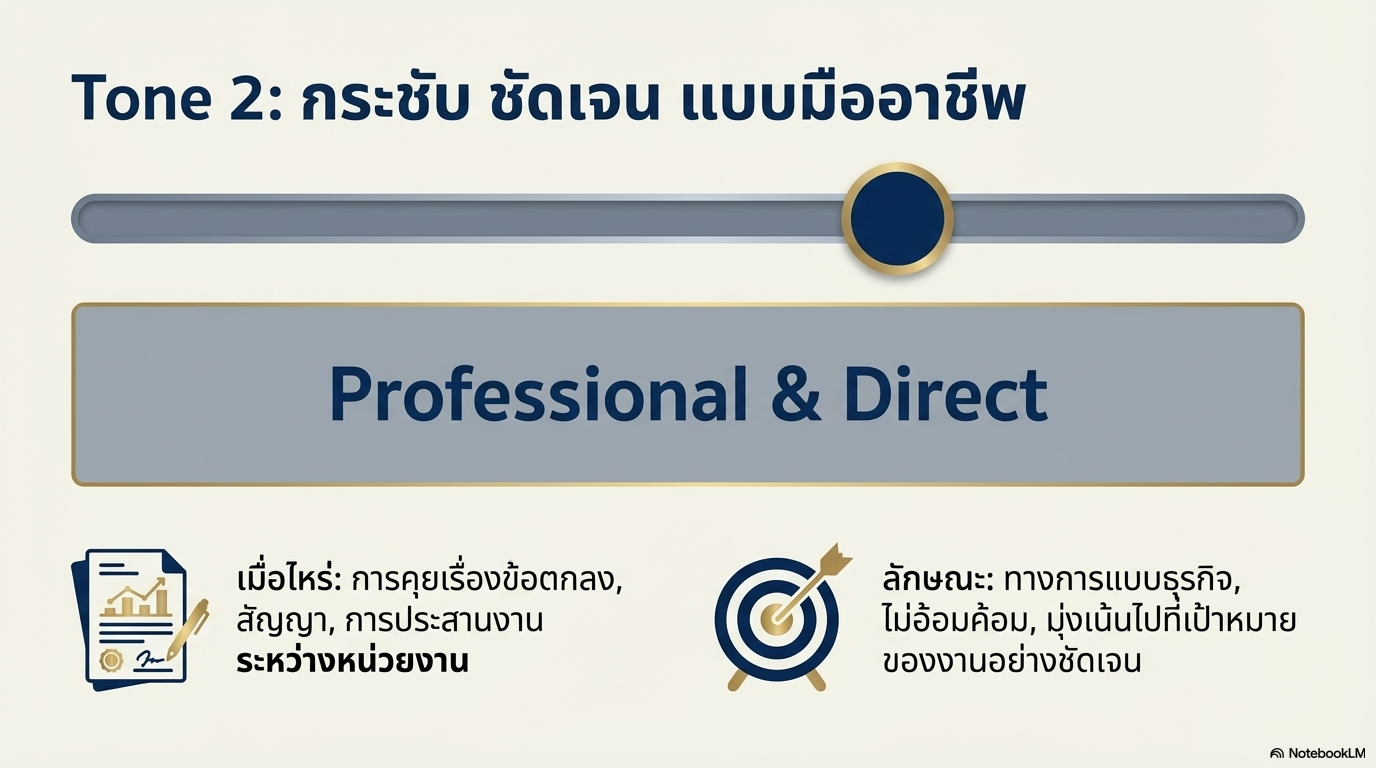 Tone 2: กระชับ ชัดเจน แบบมืออาชีพ
Professional & Direct
เมื่อไหร่: การคุยเรื่องข้อตกลง,
สัญญา, การประสานงาน
ระหว่างหน่วยงาน
ลักษณะ: ทางการแบบธุรกิจ,
ไม่อ้อมค้อม, มุ่งเน้นไปที่เป้าหมาย
ของงานอย่างชัดเจน
NotebookLM